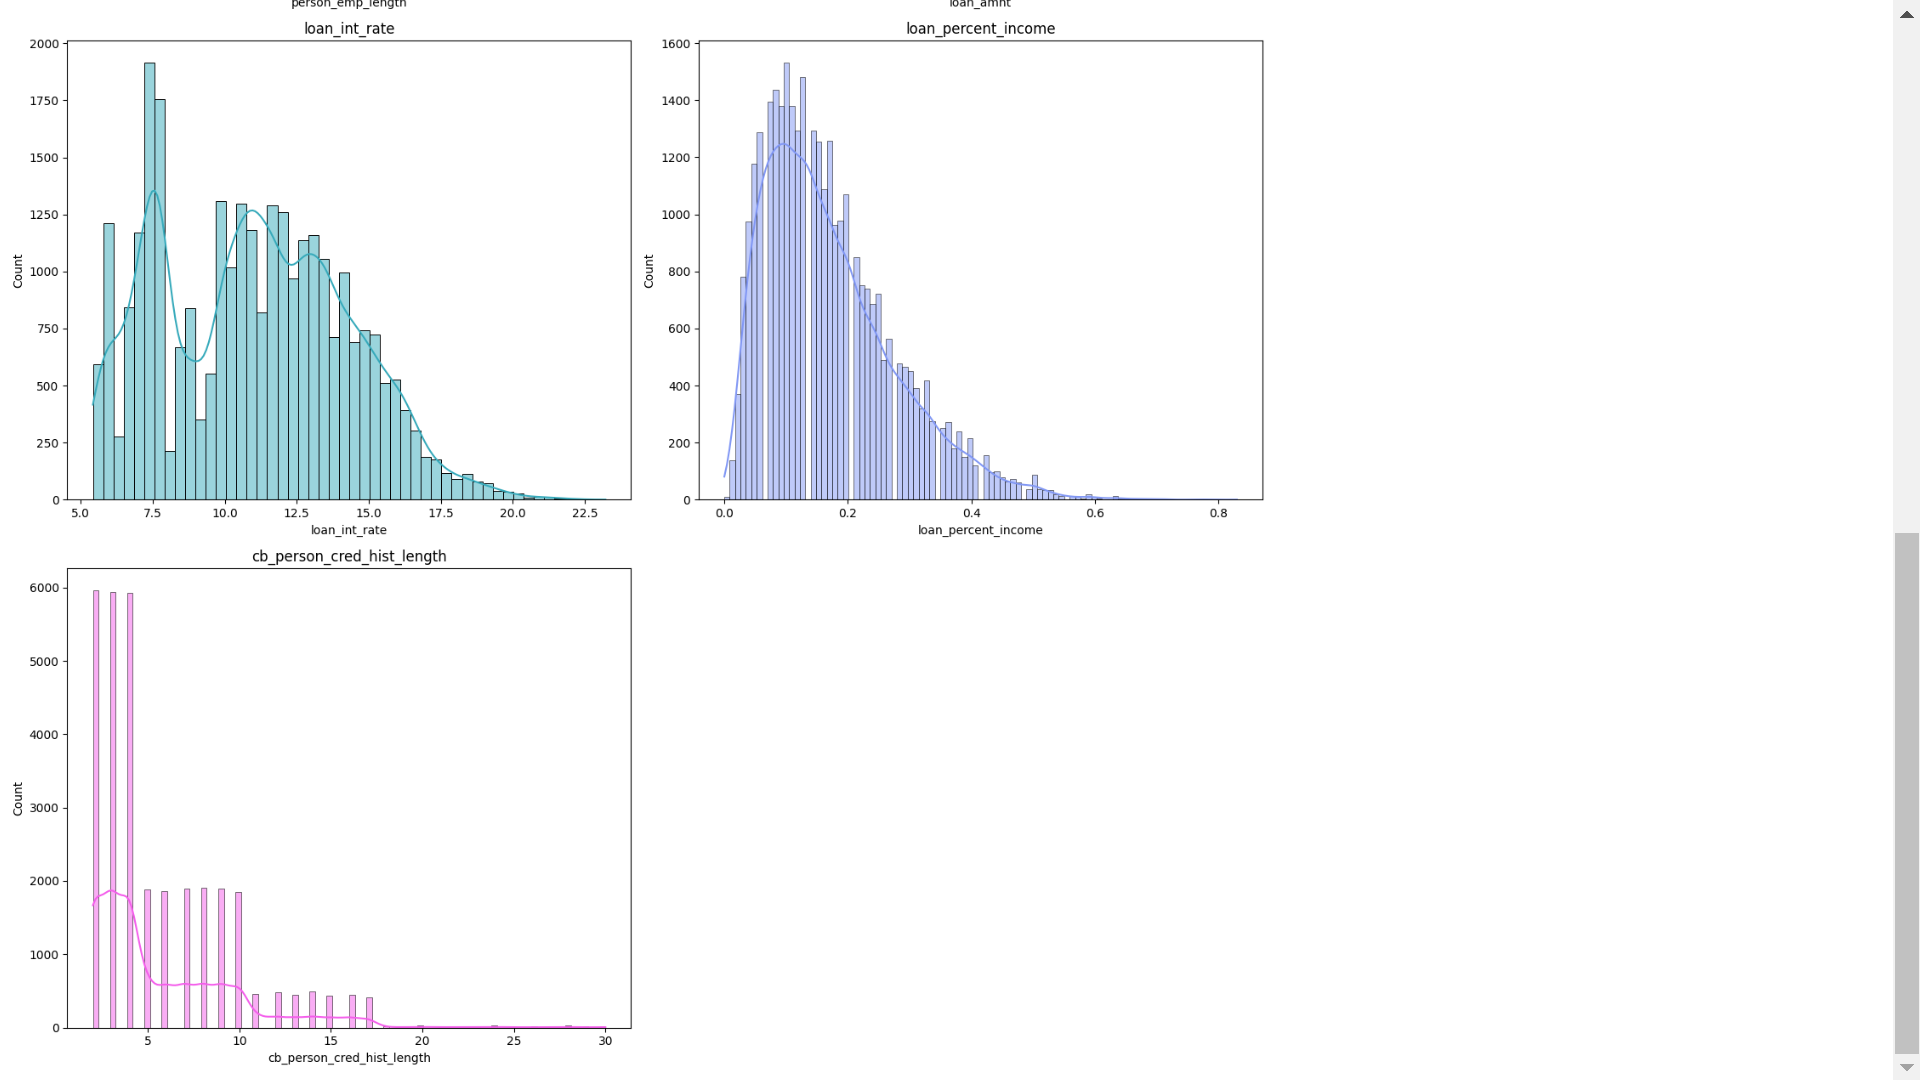 person_emp_length
loan_amnt
loan_int_rate
2000
1750
1500
1250
1000
750
500
250
0
Count
5.0 7.5 10.0 12.5 15.0 17.5 20.0 22.5
loan_int_rate
loan_percent_income
1600
1400
1200
1000
800
600
400
200
0
Count
0.0 0.2 0.4 0.6 0.8
loan_percent_income
cb_person_cred_hist_length
6000
5000
4000
3000
2000
1000
0
Count
5 10 15 20 25 30
cb_person_cred_hist_length